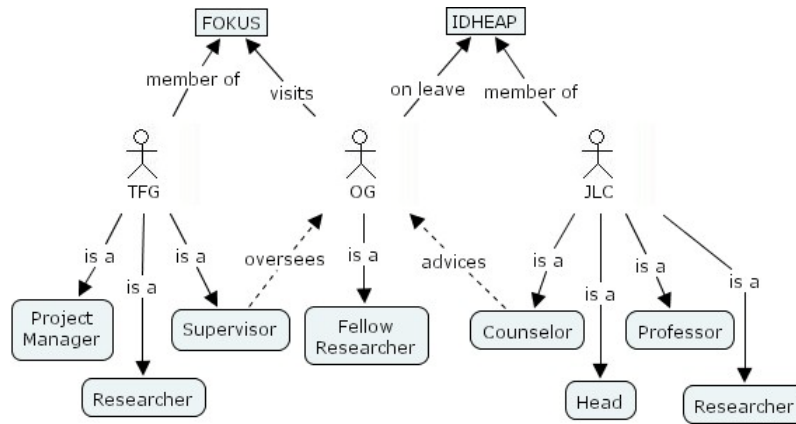 FOKUS
IDHEAP
member of
visits
on leave
member of
TFG
OG
JLC
is a
is a
is a
oversees
is a
advices
is a
is a
is a
is a
Project
Manager
Supervisor
Fellow
Researcher
Counselor
Professor
Researcher
Head
Researcher